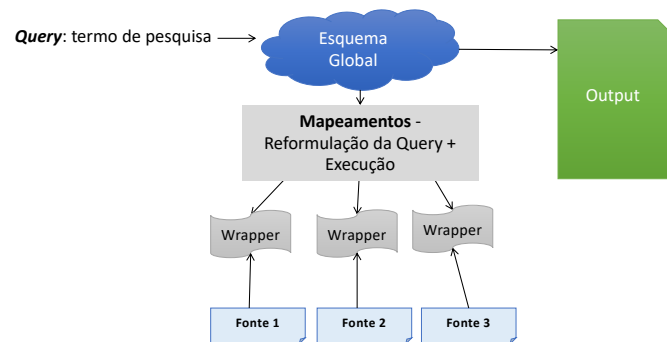 Query: termo de pesquisa
Esquema
Global
Output
Mapeamentos -
Reformulação da Query +
Execução
Wrapper
Wrapper
Wrapper
Fonte 1
Fonte 2
Fonte 3